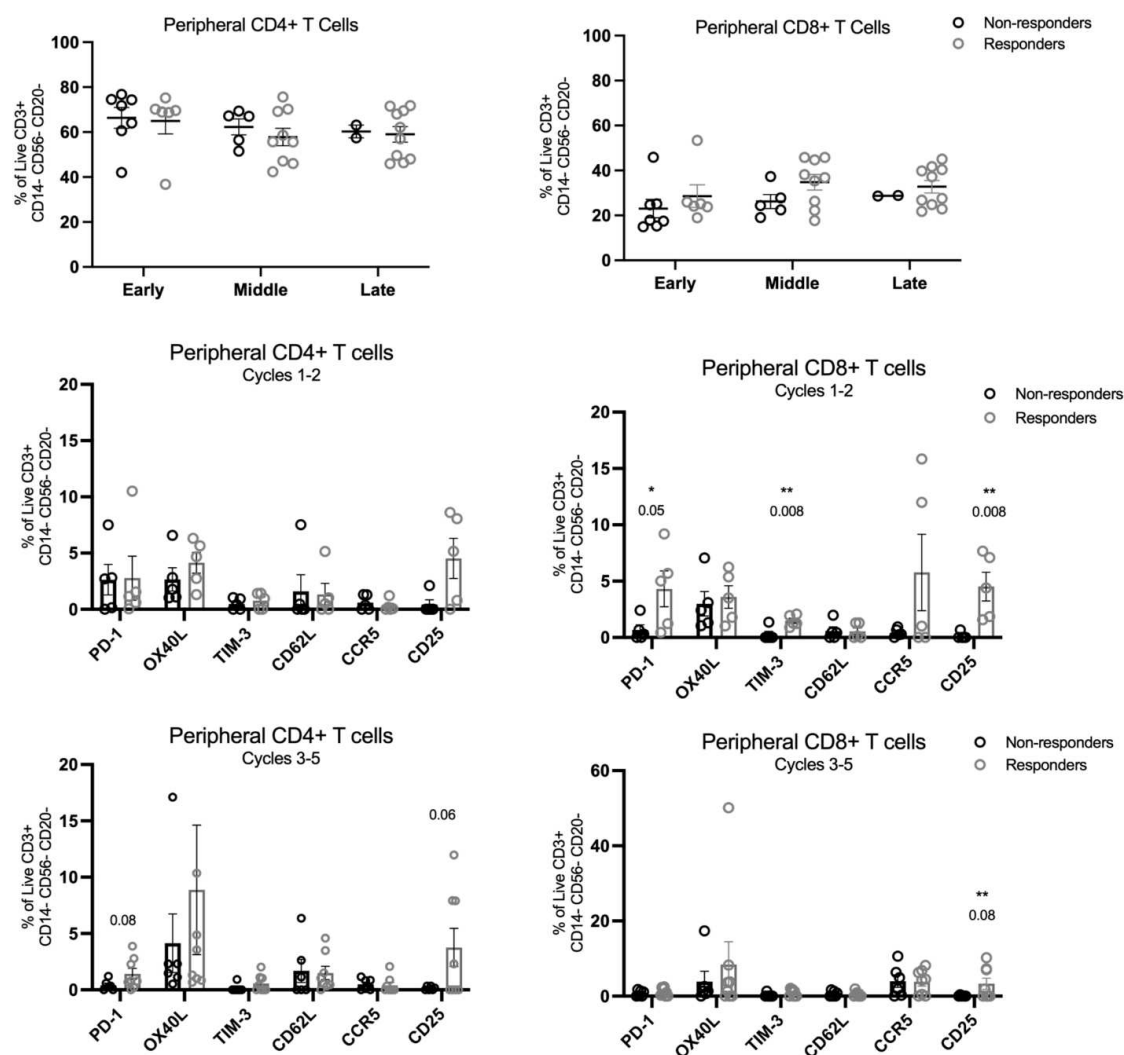 Peripheral CD4+ T Cells
% of Live CD3+
CD14- CD56- CD20-
100
80
60
40
20
0
Early Middle Late
Peripheral CD8+ T Cells
Non-responders
Responders
% of Live CD3+
CD14- CD56- CD20-
100
80
60
40
20
0
Early Middle Late
Peripheral CD4+ T cells
Cycles 1-2
% of Live CD3+
CD14- CD56- CD20-
20
15
10
5
0
PD-1 OX40L TIM-3 CD62L CCR5 CD25
Peripheral CD8+ T cells
Cycles 1-2
Non-responders
Responders
% of Live CD3+
CD14- CD56- CD20-
20
15
10
5
0
* ** **
0.05 0.008 0.008
PD-1 OX40L TIM-3 CD62L CCR5 CD25
Peripheral CD4+ T cells
Cycles 3-5
% of Live CD3+
CD14- CD56- CD20-
20
15
10
5
0
0.06
0.08
PD-1 OX40L TIM-3 CD62L CCR5 CD25
Peripheral CD8+ T cells
Cycles 3-5
Non-responders
Responders
% of Live CD3+
CD14- CD56- CD20-
60
40
20
0
**
0.08
PD-1 OX40L TIM-3 CD62L CCR5 CD25